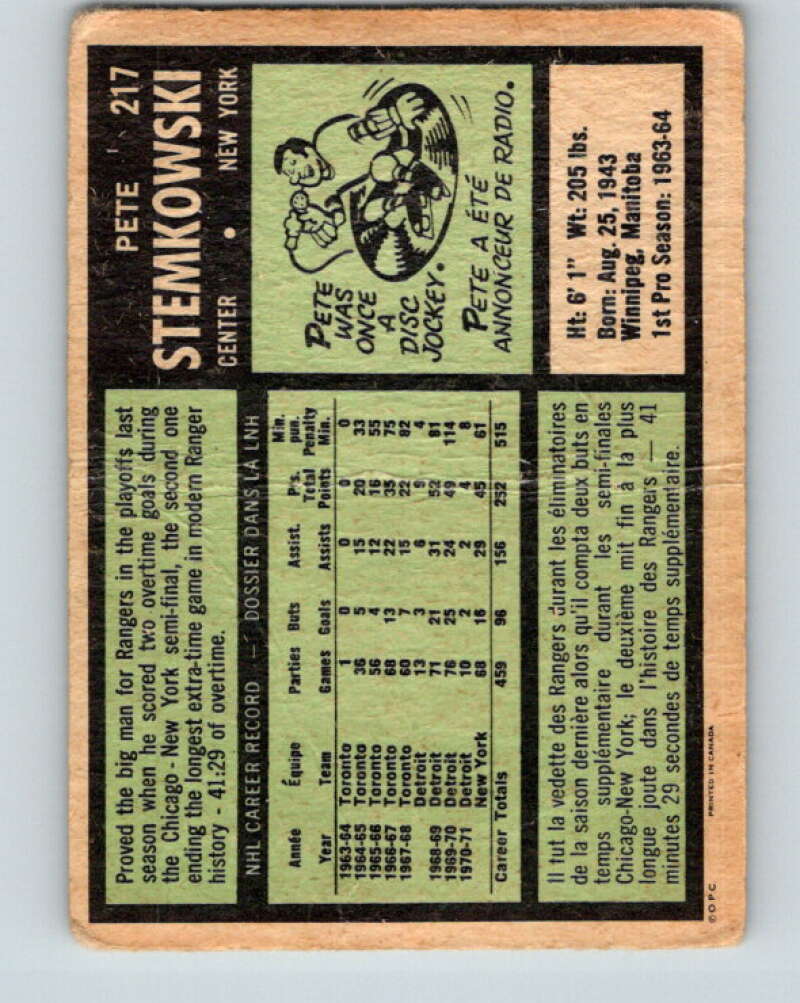 PETE 217
STEMKOWSKI
CENTER • NEW YORK
Proved the big man for Rangers in the playoffs last
season when he scored two overtime goals during
the Chicago - New York semi-final, the second one
ending the longest extra-time game in modern Ranger
history - 41:29 of overtime.
PETE
WAS
ONCE
A
DISC
JOCKEY.
PETE A ÉTÉ
ANNONCEUR DE RADIO.
NHL CAREER RECORD — DOSSIER DANS LA LNH
Année Équipe Parties Buts Assist. P's. Min. pun.
Year Team Games Goals Assists Total Points Penalty Min.
1963-64 Toronto 1 0 0 0 0
1964-65 Toronto 36 5 15 20 33
1965-66 Toronto 56 4 12 16 55
1966-67 Toronto 68 13 22 35 75
1967-68 Toronto 60 7 15 22 82
Detroit 13 3 6 9 4
1968-69 Detroit 71 21 31 52 81
1969-70 Detroit 76 25 24 49 114
1970-71 Detroit 10 2 2 4 8
New York 68 16 29 45 61
Career Totals 459 96 156 252 515
Ht: 6' 1" Wt: 205 lbs.
Born: Aug. 25, 1943
Winnipeg, Manitoba
1st Pro Season: 1963-64
Il tut la vedette des Rangers durant les éliminatoires
de la saison dernière alors qu'il compta deux buts en
temps supplémentaire durant les semi-finales
Chicago-New York; le deuxième mit fin à la plus
longue joute dans l'histoire des Rangers — 41
minutes 29 secondes de temps supplémentaire.
© O.P.C. PRINTED IN CANADA